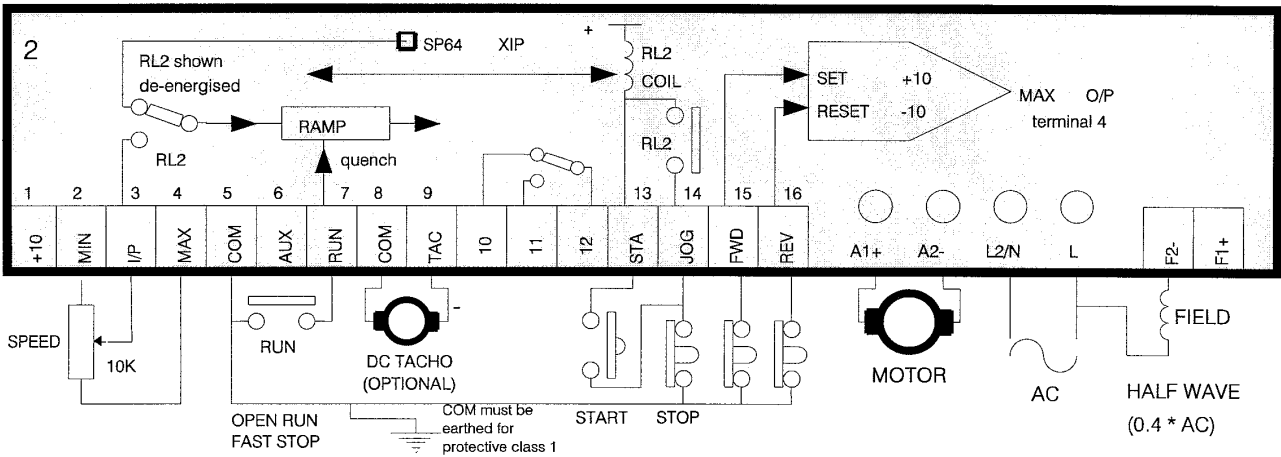 2
SP64 XIP
+
RL2 shown
de-energised
RL2
COIL
SET +10
RESET -10
MAX O/P
terminal 4
RAMP
RL2
quench
RL2
1 2 3 4 5 6 7 8 9 13 14 15 16
+10 MIN I/P MAX COM AUX RUN COM TAC 10 11 12 STA JOG FWD REV A1+ A2- L2/N L F2- F1+
-
SPEED
10K
RUN
DC TACHO
(OPTIONAL)
MOTOR
AC
FIELD
HALF WAVE
(0.4 * AC)
OPEN RUN
FAST STOP
COM must be
earthed for
protective class 1
START STOP